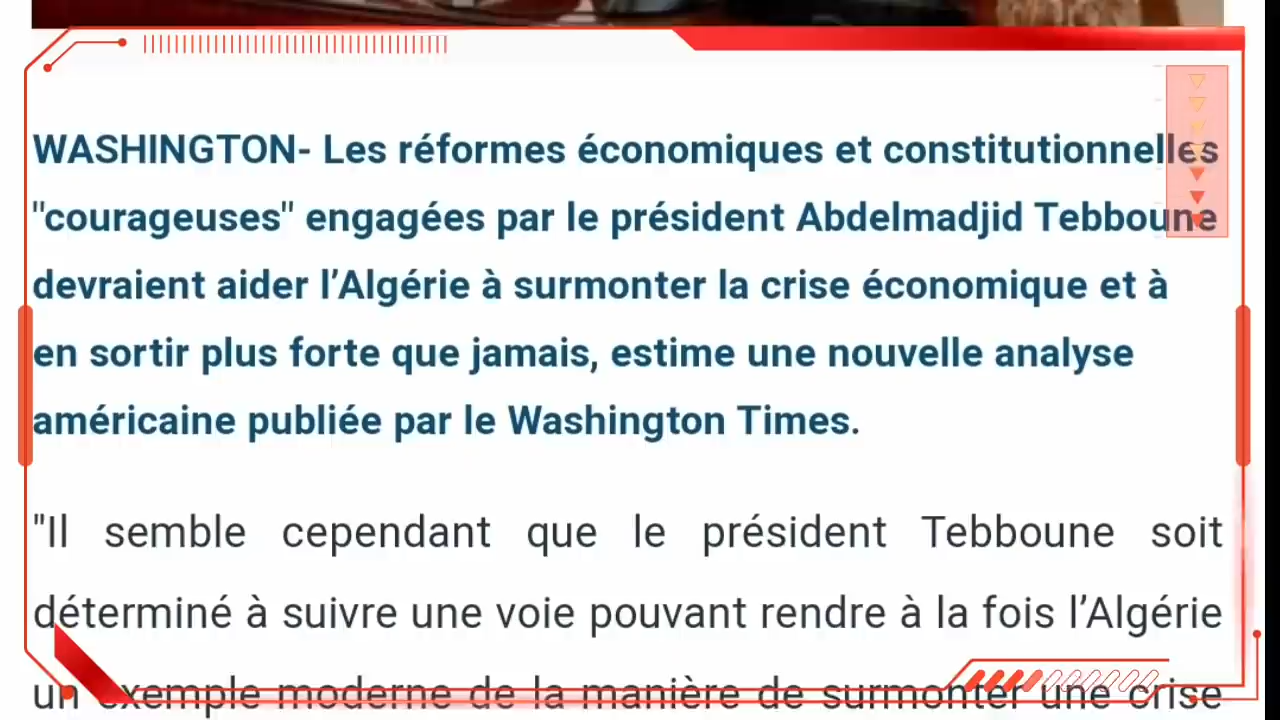 WASHINGTON- Les réformes économiques et constitutionnelles
"courageuses" engagées par le président Abdelmadjid Tebboune
devraient aider l’Algérie à surmonter la crise économique et à
en sortir plus forte que jamais, estime une nouvelle analyse
américaine publiée par le Washington Times.
"Il semble cependant que le président Tebboune soit
déterminé à suivre une voie pouvant rendre à la fois l’Algérie
un exemple moderne de la manière de surmonter une crise